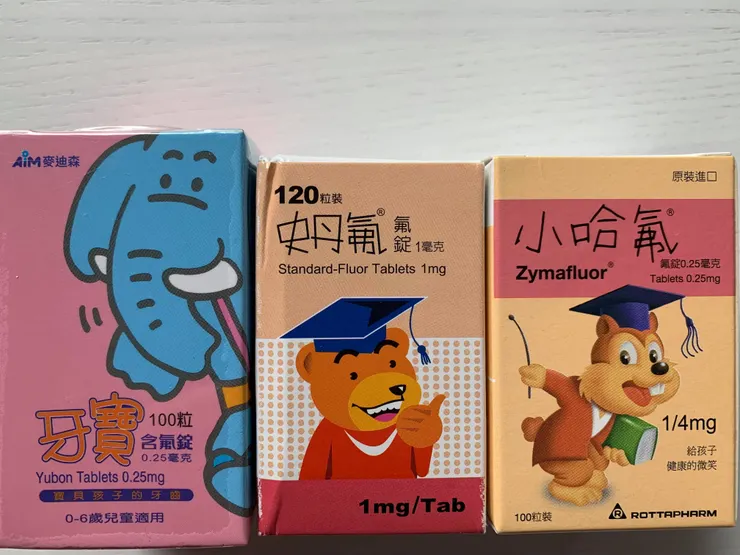 AiM 麥迪森
牙寶
100粒
含氟錠
0.25毫克
Yubon Tablets 0.25mg
寶貝孩子的牙齒
0-6歲兒童適用
120粒裝
史丹氟®
氟錠 1毫克
Standard-Fluor Tablets 1mg
1mg/Tab
原裝進口
小哈氟®
Zymafluor®
氟錠0.25毫克
Tablets 0.25mg
1/4mg
給孩子
健康的微笑
100粒裝
R ROTTAPHARM